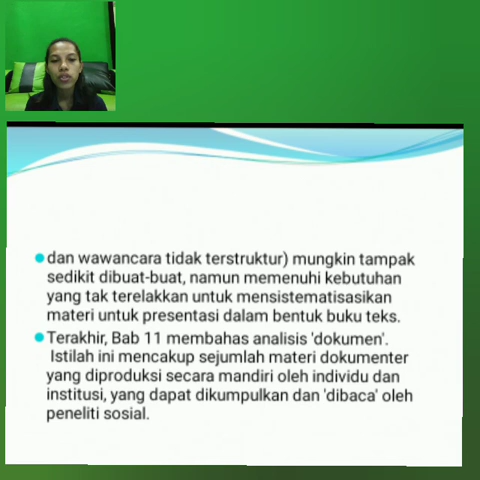 dan wawancara tidak terstruktur) mungkin tampak
sedikit dibuat-buat, namun memenuhi kebutuhan
yang tak terelakkan untuk mensistematisasikan
materi untuk presentasi dalam bentuk buku teks.
Terakhir, Bab 11 membahas analisis 'dokumen'.
Istilah ini mencakup sejumlah materi dokumenter
yang diproduksi secara mandiri oleh individu dan
institusi, yang dapat dikumpulkan dan 'dibaca' oleh
peneliti sosial.